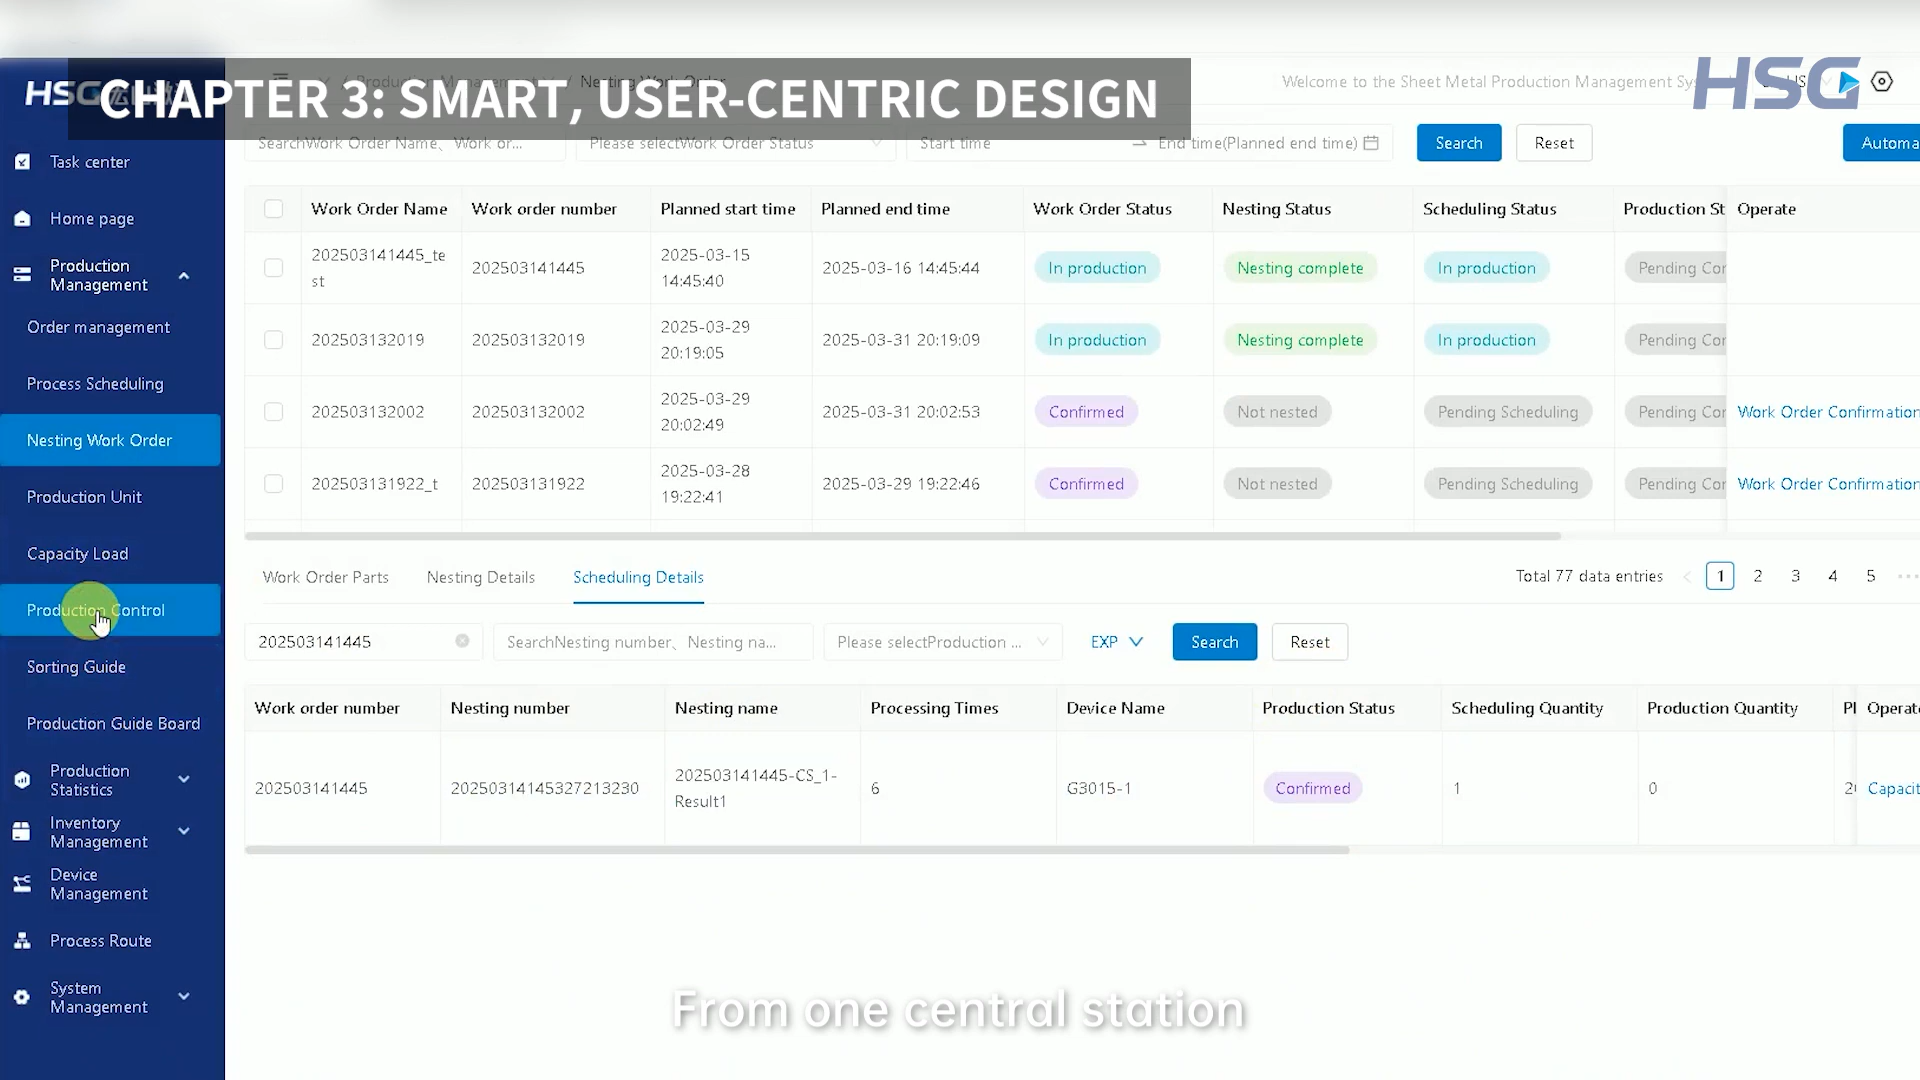 HSG
CHAPTER 3: SMART, USER-CENTRIC DESIGN
Welcome to the Sheet Metal Production Management Sy
HSG
SearchWork Order Name、Work or...
Please selectWork Order Status
Start time
End time(Planned end time)
Search
Reset
Automa
Task center
Home page
Production
Management
Order management
Process Scheduling
Nesting Work Order
Production Unit
Capacity Load
Production Control
Sorting Guide
Production Guide Board
Production
Statistics
Inventory
Management
Device
Management
Process Route
System
Management
Work Order Name
Work order number
Planned start time
Planned end time
Work Order Status
Nesting Status
Scheduling Status
Production St
Operate
202503141445_te
st
202503141445
2025-03-15
14:45:40
2025-03-16 14:45:44
In production
Nesting complete
In production
Pending Cor
202503132019
202503132019
2025-03-29
20:19:05
2025-03-31 20:19:09
In production
Nesting complete
In production
Pending Cor
202503132002
202503132002
2025-03-29
20:02:49
2025-03-31 20:02:53
Confirmed
Not nested
Pending Scheduling
Pending Cor
Work Order Confirmation
202503131922_t
202503131922
2025-03-28
19:22:41
2025-03-29 19:22:46
Confirmed
Not nested
Pending Scheduling
Pending Cor
Work Order Confirmation
Work Order Parts
Nesting Details
Scheduling Details
Total 77 data entries
1
2
3
4
5
202503141445
SearchNesting number、Nesting na...
Please selectProduction ...
EXP
Search
Reset
Work order number
Nesting number
Nesting name
Processing Times
Device Name
Production Status
Scheduling Quantity
Production Quantity
Pl
Operate
202503141445
20250314145327213230
202503141445-CS_1-
Result1
6
G3015-1
Confirmed
1
0
2
Capacit
From one central station